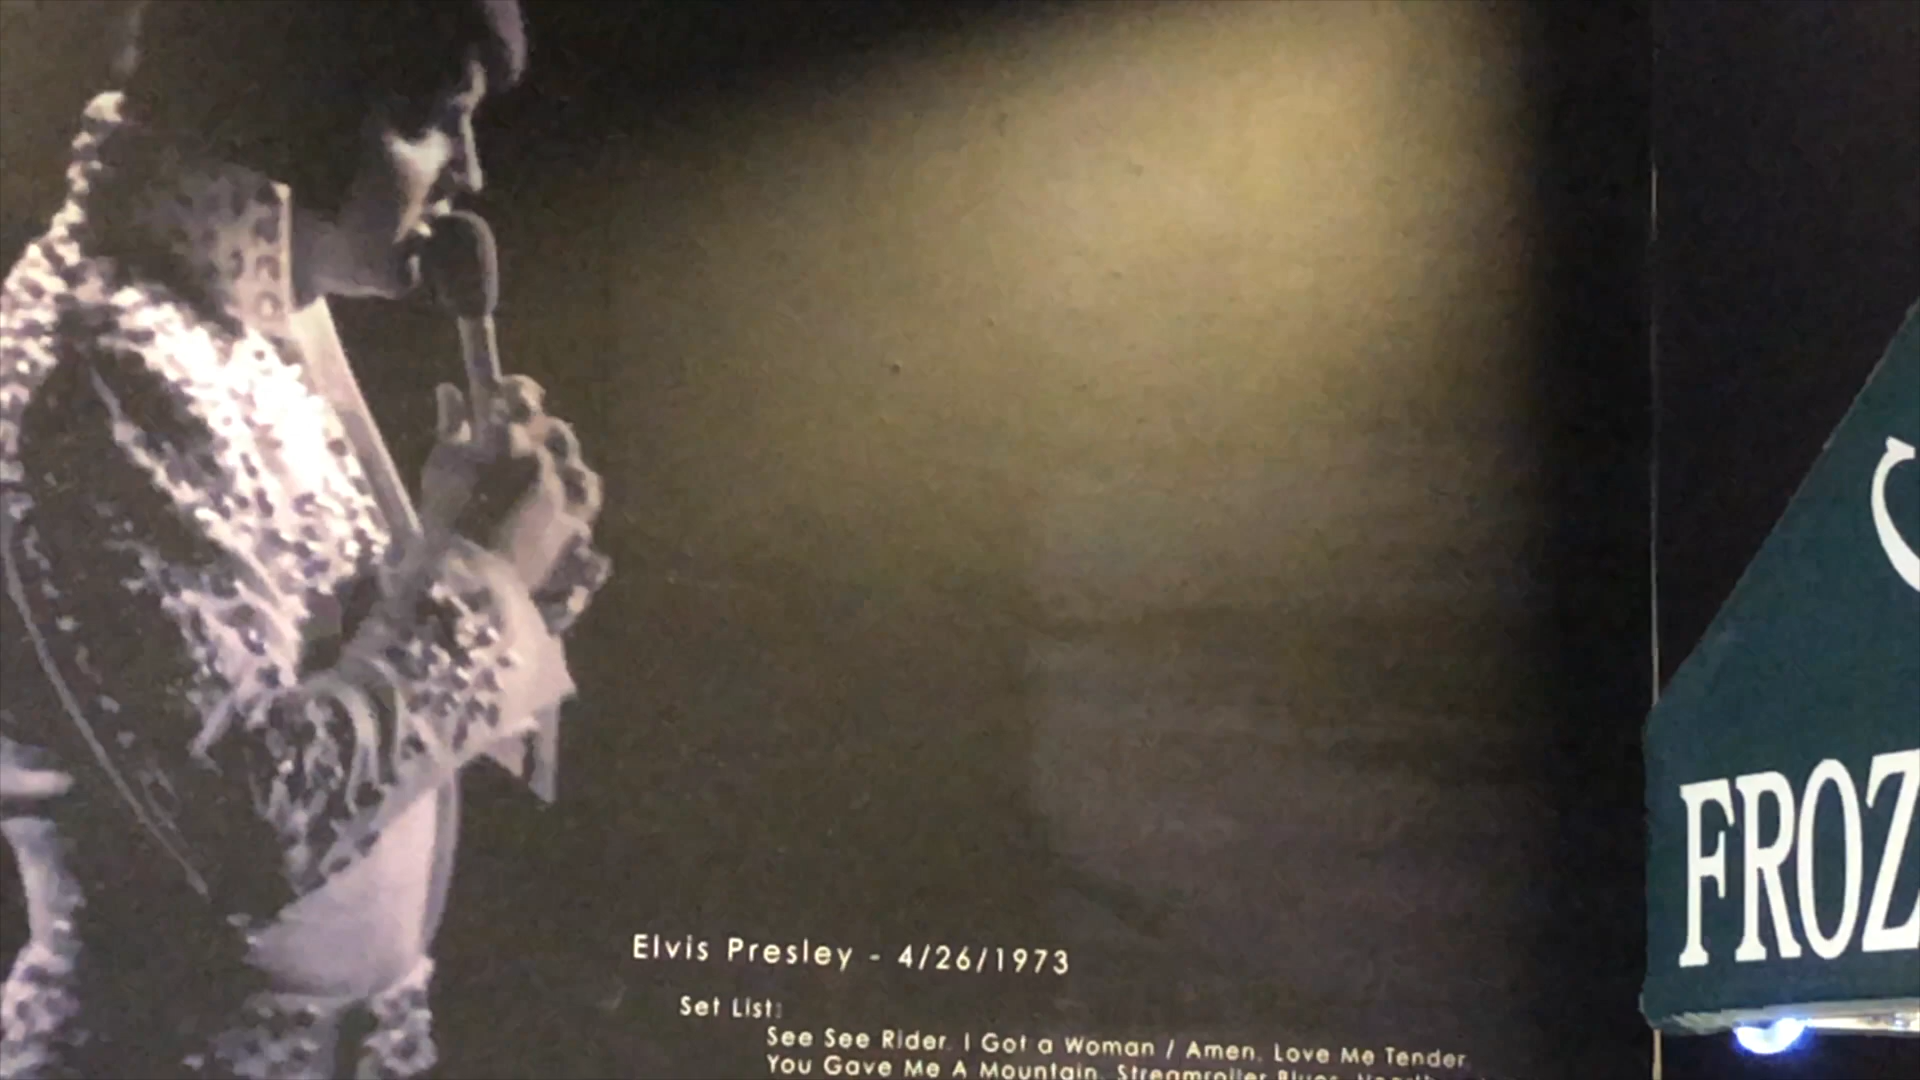 Elvis Presley - 4/26/1973
Set List:
See See Rider. I Got a Woman / Amen. Love Me Tender
You Gave Me A Mountain. Streamroller Blues.
FROZ